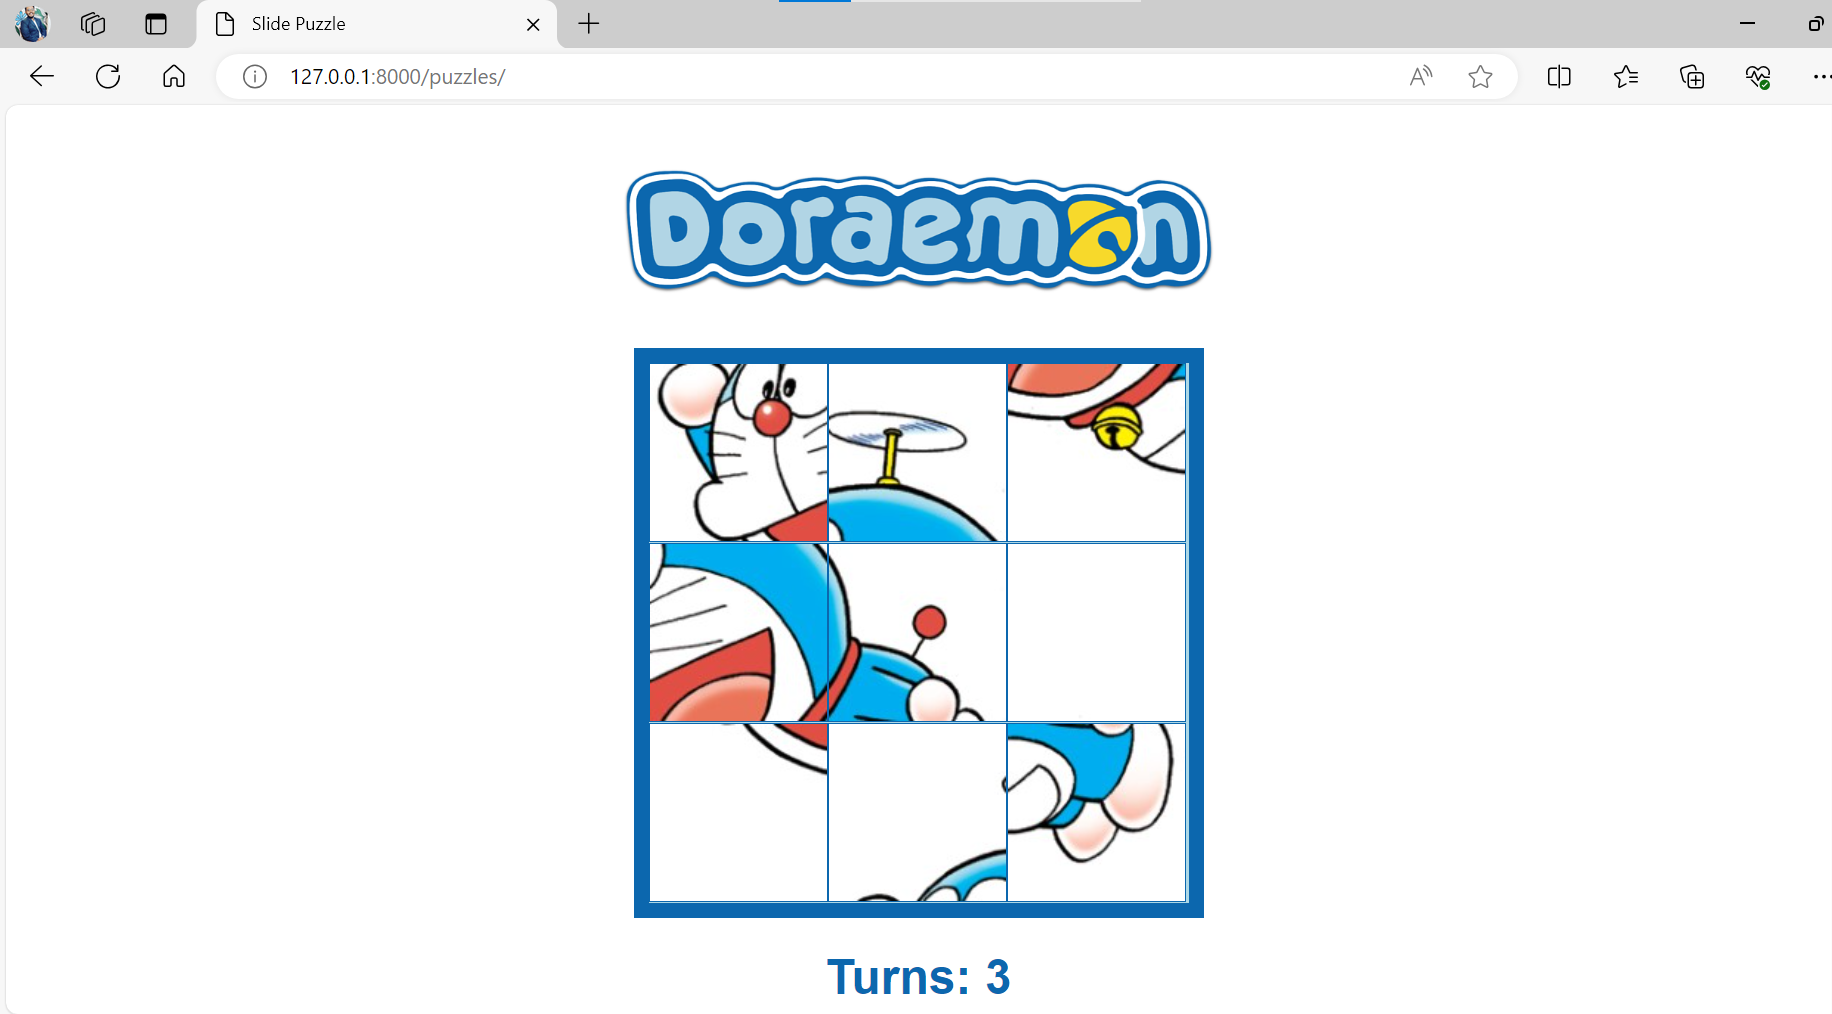 Slide Puzzle
127.0.0.1:8000/puzzles/
Doraemon
Turns: 3